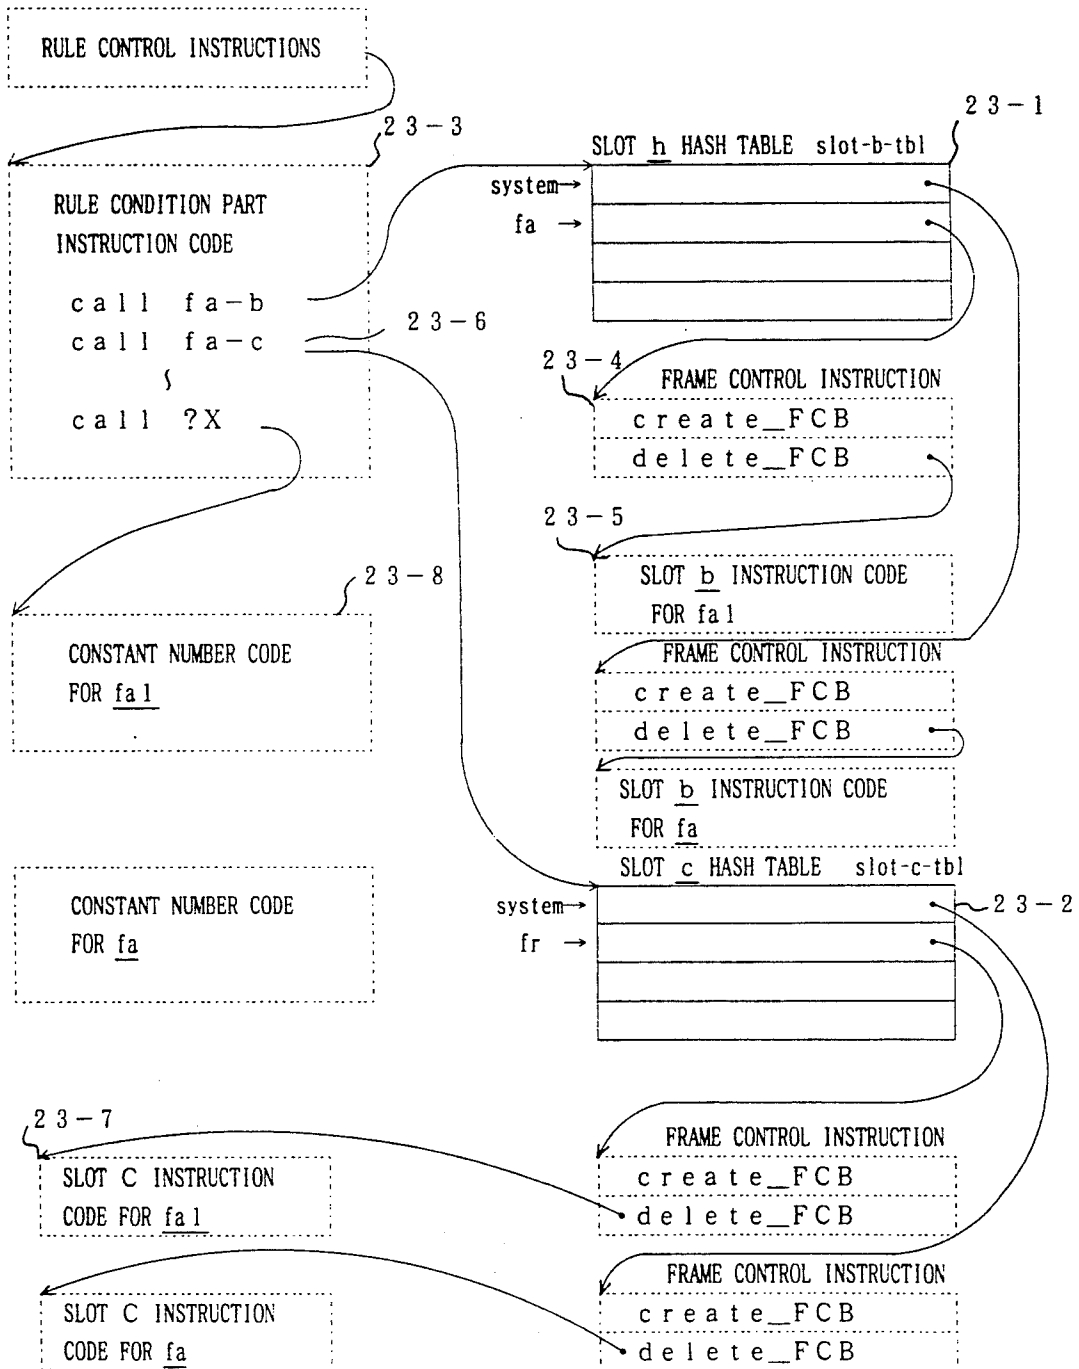 RULE CONTROL INSTRUCTIONS
23-3
RULE CONDITION PART
INSTRUCTION CODE
call fa-b
call fa-c
call ?X
23-6
23-1
SLOT h HASH TABLE slot-b-tbl
system→
fa →
23-4
FRAME CONTROL INSTRUCTION
create_FCB
delete_FCB
23-5
SLOT b INSTRUCTION CODE
FOR fa1
FRAME CONTROL INSTRUCTION
create_FCB
delete_FCB
SLOT b INSTRUCTION CODE
FOR fa
23-8
CONSTANT NUMBER CODE
FOR fa1
CONSTANT NUMBER CODE
FOR fa
SLOT c HASH TABLE slot-c-tbl
system→
fr →
23-2
23-7
SLOT C INSTRUCTION
CODE FOR fa1
FRAME CONTROL INSTRUCTION
create_FCB
delete_FCB
SLOT C INSTRUCTION
CODE FOR fa
FRAME CONTROL INSTRUCTION
create_FCB
delete_FCB